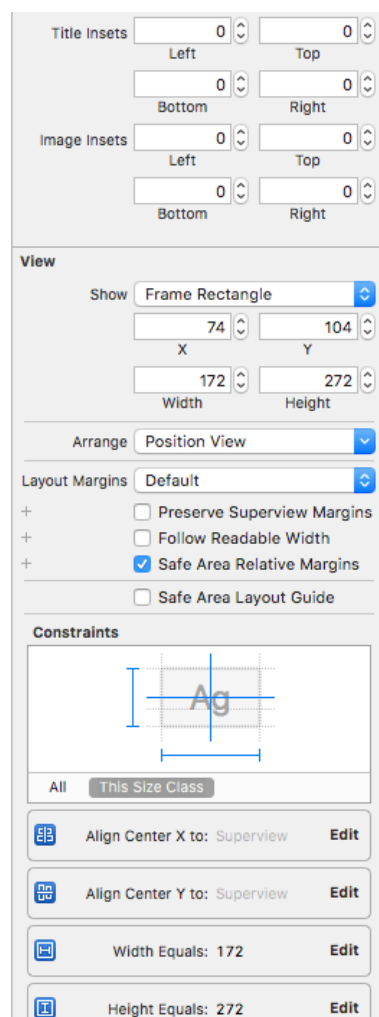 Title Insets 0 0
Left Top
0 0
Bottom Right
Image Insets 0 0
Left Top
0 0
Bottom Right
View
Show Frame Rectangle
74 104
X Y
172 272
Width Height
Arrange Position View
Layout Margins Default
+ Preserve Superview Margins
+ Follow Readable Width
+ Safe Area Relative Margins
Safe Area Layout Guide
Constraints
Ag
All This Size Class
Align Center X to: Superview Edit
Align Center Y to: Superview Edit
Width Equals: 172 Edit
Height Equals: 272 Edit